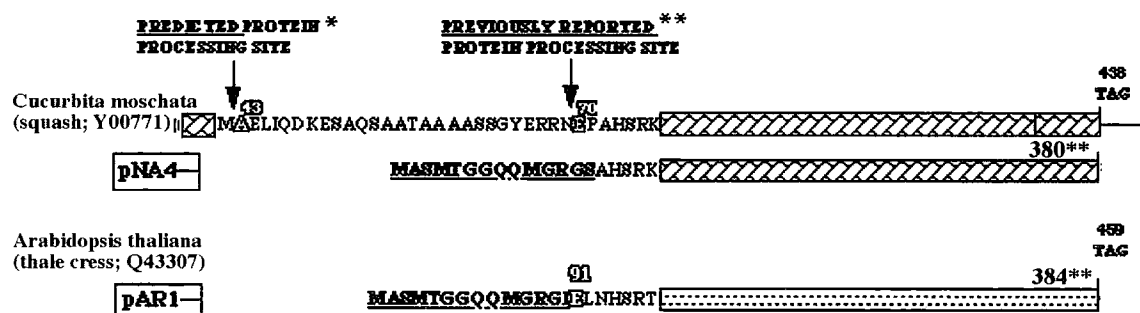 PREDICTED PROTEIN *
PROCESSING SITE
PREVIOUSLY REPORTED **
PROTEIN PROCESSING SITE
438
TAG
Cucurbita moschata
(squash; Y00771)
43
70
MAELIQDKESAQSAATAAAASSGYERRNEPAHSRK
380**
pNA4
MASMTGGQQMGRGSAHSRK
Arabidopsis thaliana
(thale cress; Q43307)
459
TAG
91
384**
pAR1
MASMTGGQQMGRGDELNHSRT